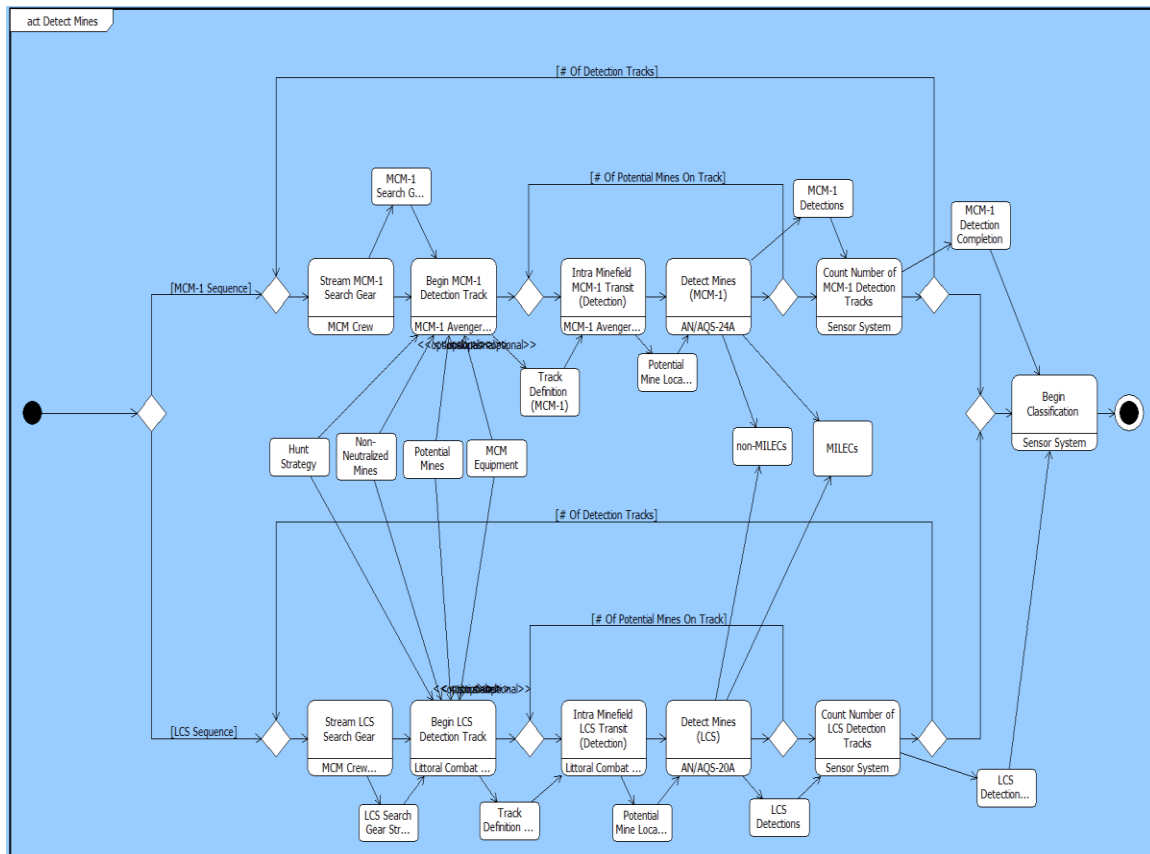 act Detect Mines
[# Of Detection Tracks]
MCM-1
Search G...
[# Of Potential Mines On Track]
MCM-1
Detections
MCM-1
Detection
Completion
[MCM-1 Sequence]
Stream MCM-1
Search Gear
MCM Crew
Begin MCM-1
Detection Track
MCM-1 Avenger...
Intra Minefield
MCM-1 Transit
(Detection)
MCM-1 Avenger...
Detect Mines
(MCM-1)
AN/AQS-24A
Count Number of
MCM-1 Detection
Tracks
Sensor System
Track
Definition
(MCM-1)
Potential
Mine Loca...
Begin
Classification
Sensor System
Hunt
Strategy
Non-
Neutralized
Mines
Potential
Mines
MCM
Equipment
non-MILECs
MILECs
[# Of Detection Tracks]
[# Of Potential Mines On Track]
[LCS Sequence]
Stream LCS
Search Gear
MCM Crew...
Begin LCS
Detection Track
Littoral Combat ...
Intra Minefield
LCS Transit
(Detection)
Littoral Combat ...
Detect Mines
(LCS)
AN/AQS-20A
Count Number of
LCS Detection
Tracks
Sensor System
LCS Search
Gear Str...
Track
Definition ...
Potential
Mine Loca...
LCS
Detections
LCS
Detection...